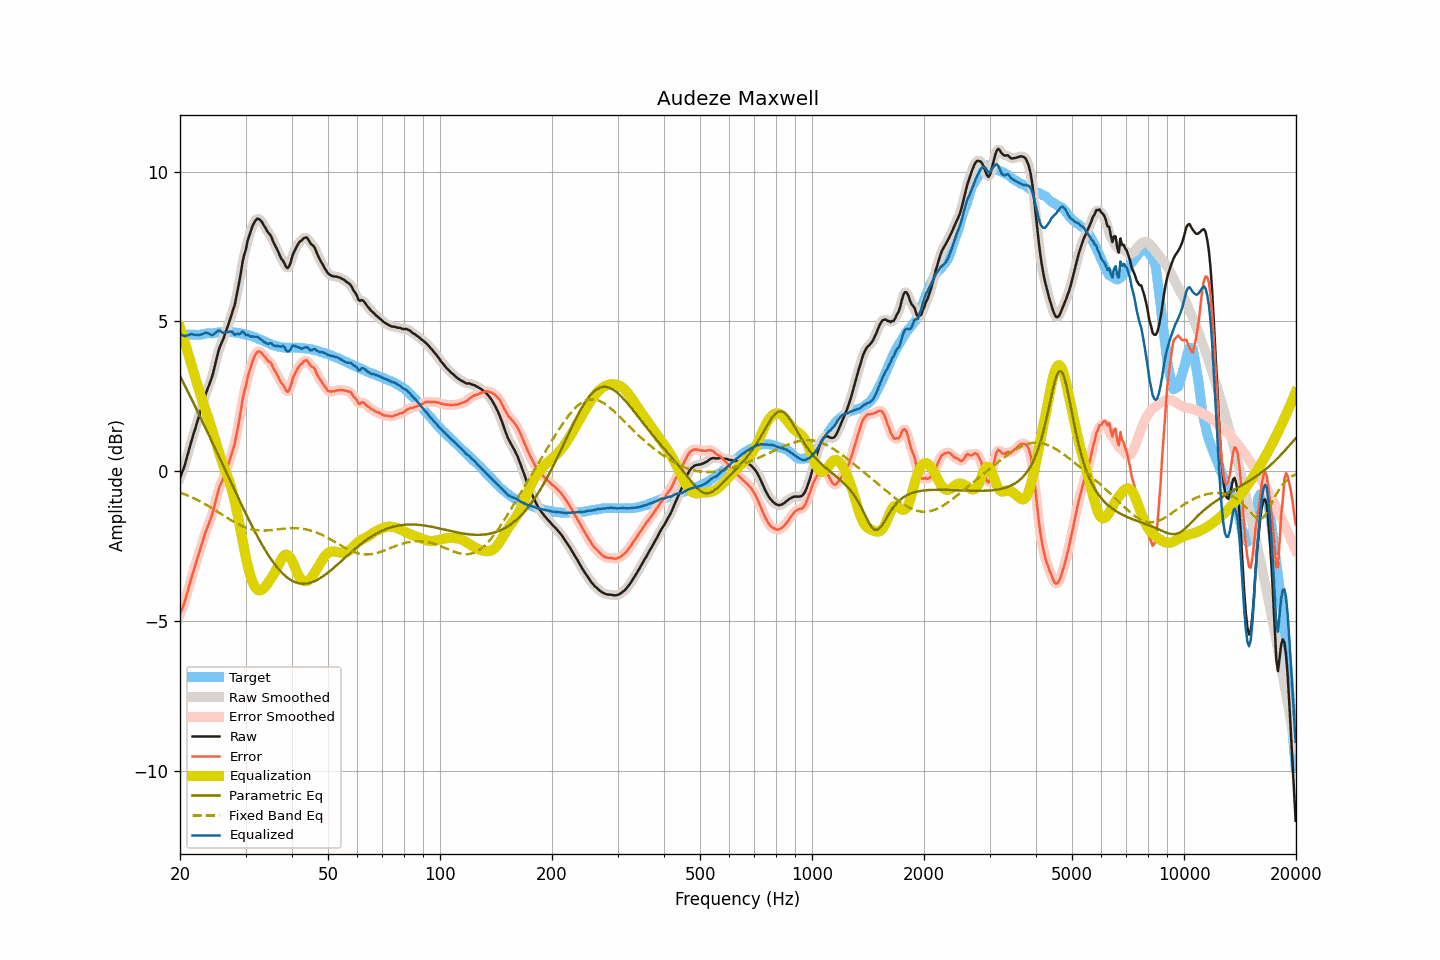 Audeze Maxwell
Amplitude (dBr)
10
5
0
−5
−10
Target
Raw Smoothed
Error Smoothed
Raw
Error
Equalization
Parametric Eq
Fixed Band Eq
Equalized
20 50 100 200 500 1000 2000 5000 10000 20000
Frequency (Hz)